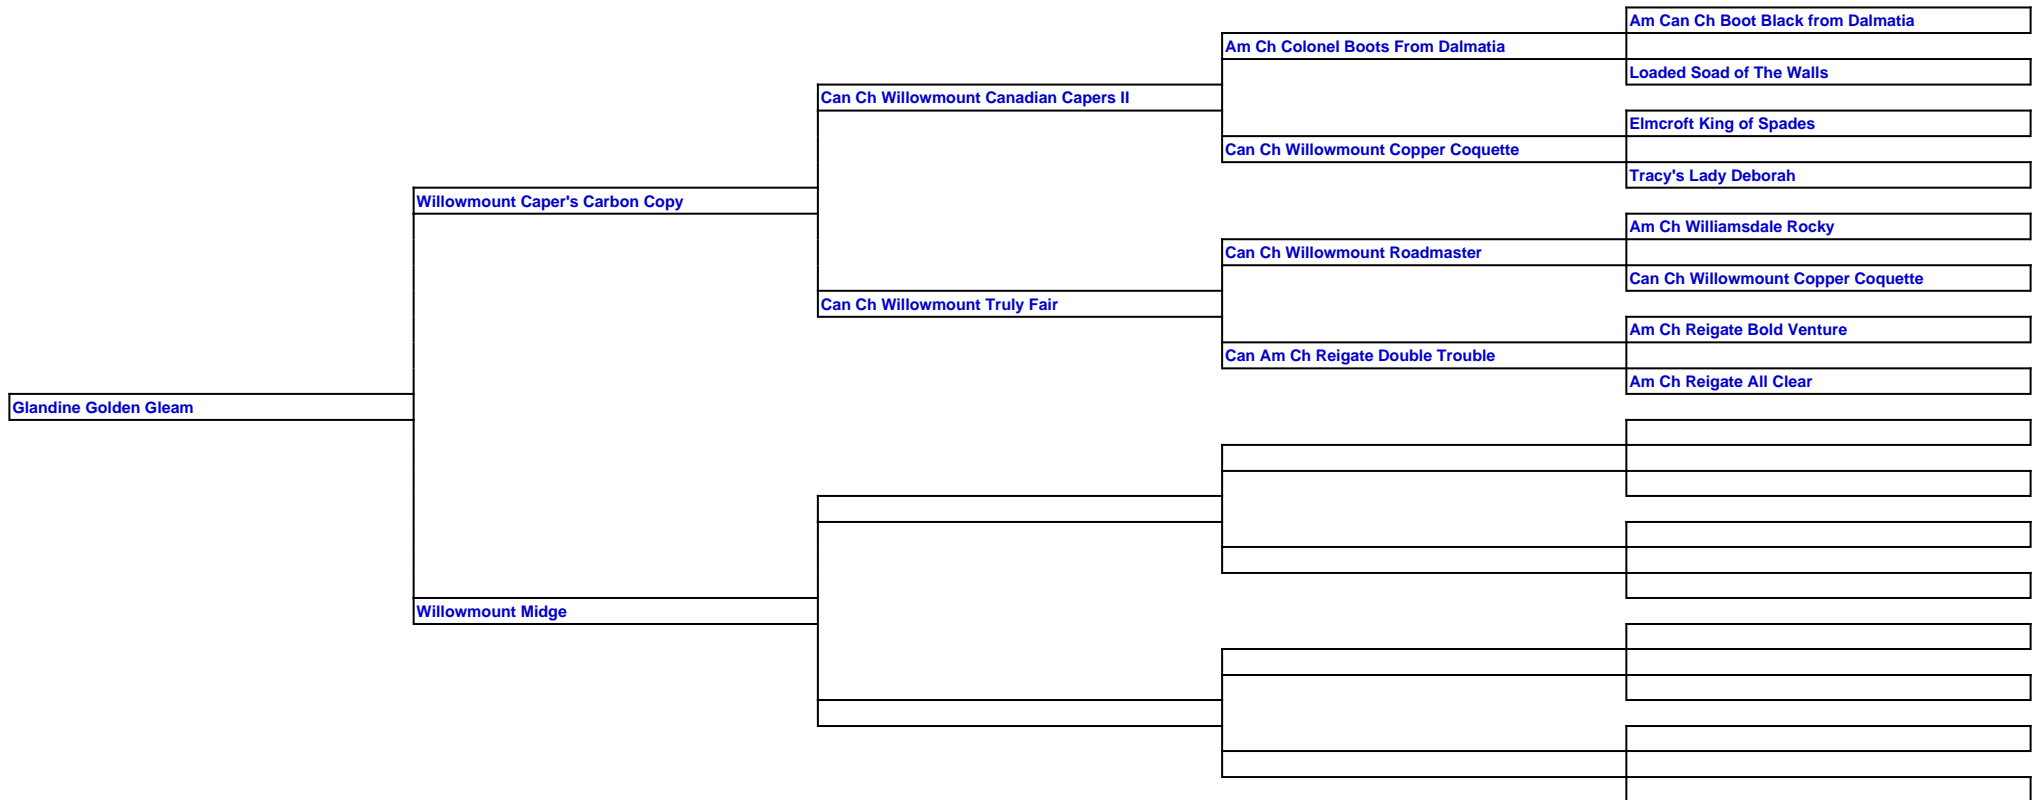 Am Can Ch Boot Black from Dalmatia
Am Ch Colonel Boots From Dalmatia
Loaded Soad of The Walls
Can Ch Willowmount Canadian Capers II
Elmcroft King of Spades
Can Ch Willowmount Copper Coquette
Tracy's Lady Deborah
Willowmount Caper's Carbon Copy
Am Ch Williamsdale Rocky
Can Ch Willowmount Roadmaster
Can Ch Willowmount Copper Coquette
Can Ch Willowmount Truly Fair
Am Ch Reigate Bold Venture
Can Am Ch Reigate Double Trouble
Am Ch Reigate All Clear
Glandine Golden Gleam
Willowmount Midge